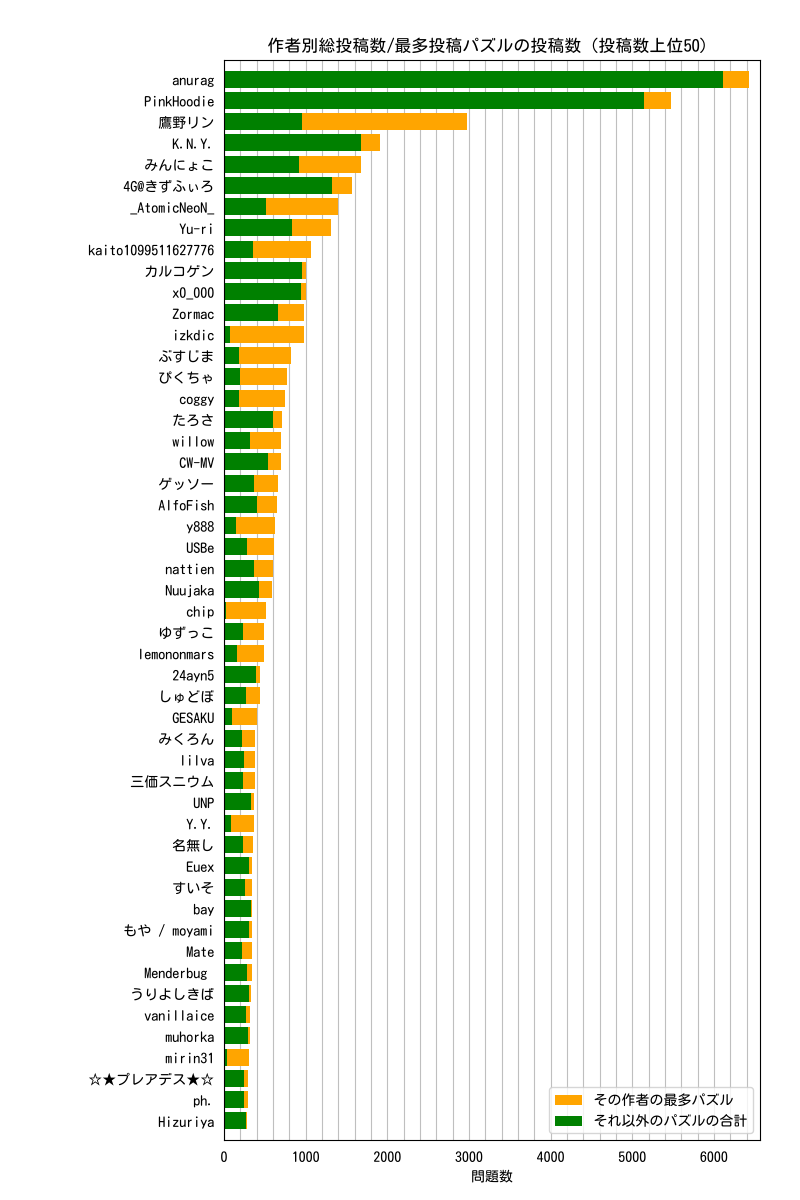 作者別総投稿数/最多投稿パズルの投稿数 (投稿数上位50)
anurag
PinkHoodie
鷹野リン
K.N.Y.
みんにょこ
4G@きずふぃろ
_AtomicNeoN_
Yu-ri
kaito1099511627776
カルコゲン
x0_000
Zormac
izkdic
ぶすじま
ぴくちゃ
coggy
たろさ
willow
CW-MV
ゲッソー
AlfoFish
y888
USBe
nattien
Nuujaka
chip
ゆずっこ
lemononmars
24ayn5
しゅどぼ
GESAKU
みくろん
lilva
三価スニウム
UNP
Y.Y.
名無し
Euex
すいそ
bay
もや / moyami
Mate
Menderbug
うりよしきば
vanillaice
muhorka
mirin31
☆★プレアデス★☆
ph.
Hizuriya
その作者の最多パズル
それ以外のパズルの合計
0 1000 2000 3000 4000 5000 6000
問題数